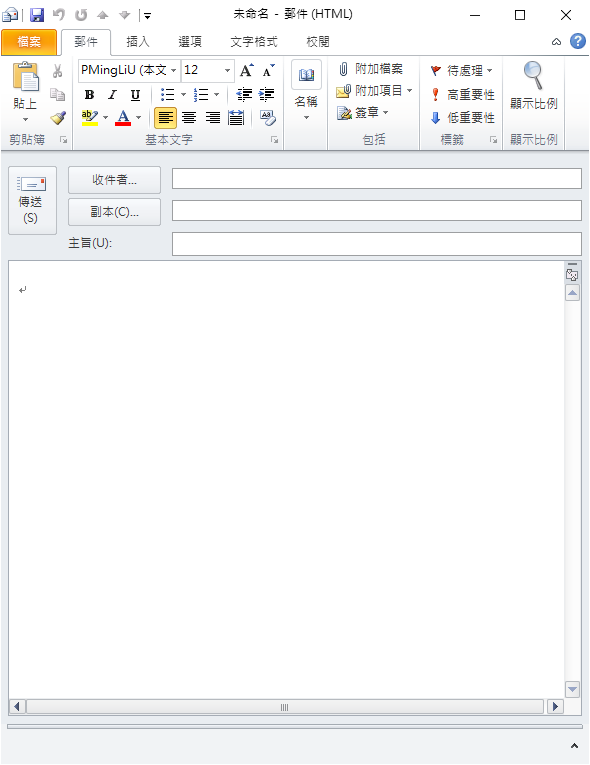 未命名 - 郵件 (HTML)
檔案 郵件 插入 選項 文字格式 校閱
PMingLiU (本文 12 A A
貼上
B I U
ab A
名稱
附加檔案
附加項目
簽章
待處理
高重要性
低重要性
顯示比例
剪貼簿 基本文字 包括 標籤 顯示比例
傳送
(S)
收件者...
副本(C)...
主旨(U):